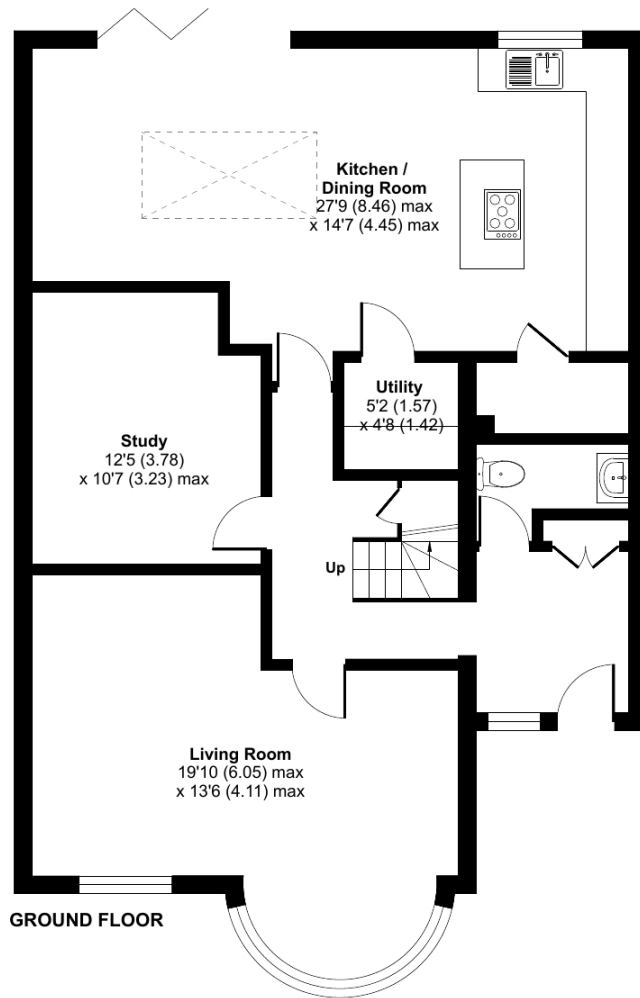 Kitchen /
Dining Room
27'9 (8.46) max
x 14'7 (4.45) max
Utility
5'2 (1.57)
x 4'8 (1.42)
Study
12'5 (3.78)
x 10'7 (3.23) max
Up
Living Room
19'10 (6.05) max
x 13'6 (4.11) max
GROUND FLOOR